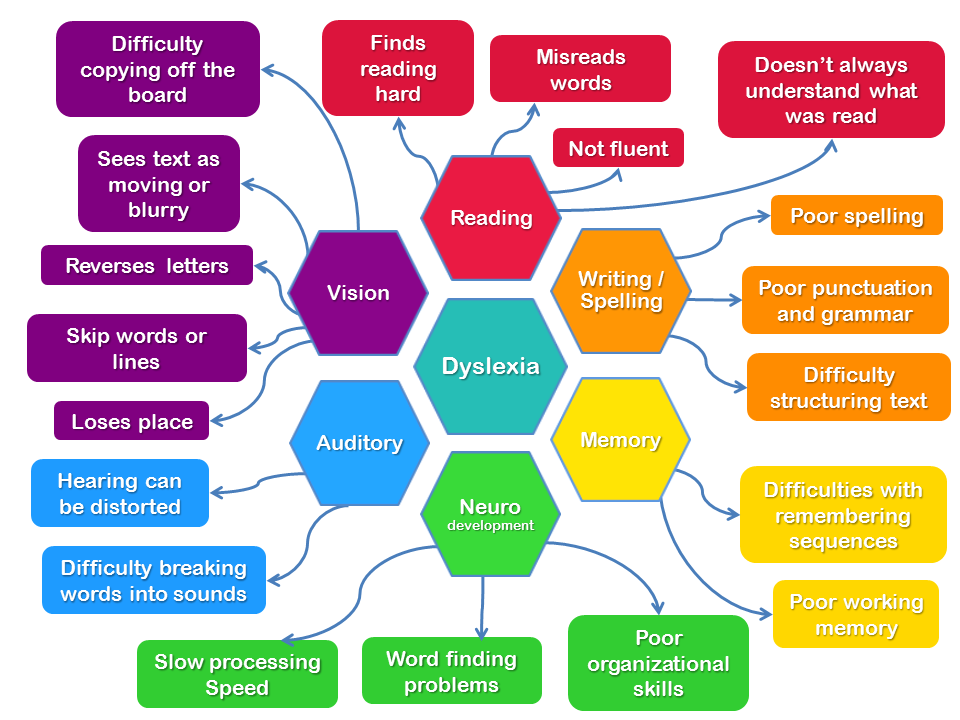 Difficulty
copying off the
board
Finds
reading
hard
Misreads
words
Doesn't always
understand what
was read
Not fluent
Sees text as
moving or
blurry
Reading
Poor spelling
Reverses letters
Vision
Writing /
Spelling
Poor punctuation
and grammar
Skip words or
lines
Dyslexia
Difficulty
structuring text
Loses place
Auditory
Memory
Hearing can
be distorted
Neuro
development
Difficulties with
remembering
sequences
Difficulty breaking
words into sounds
Poor working
memory
Slow processing
Speed
Word finding
problems
Poor
organizational
skills